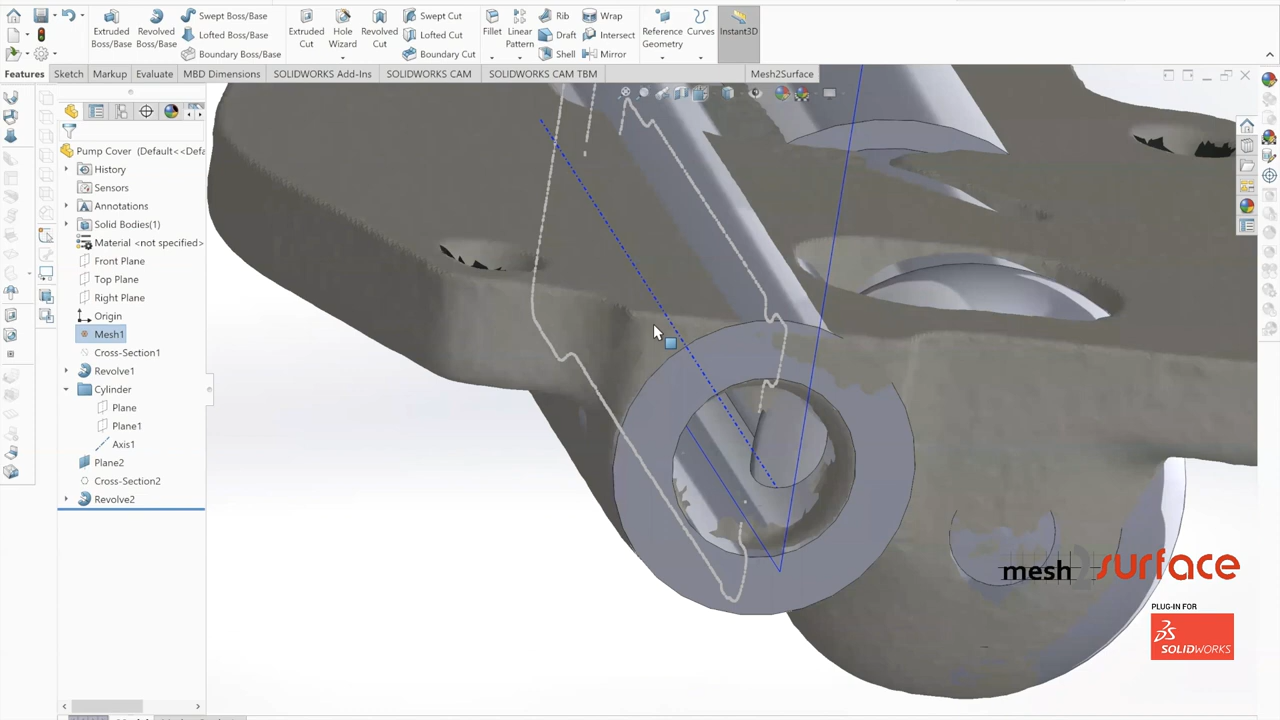 Extruded Boss/Base
Revolved Boss/Base
Swept Boss/Base
Lofted Boss/Base
Boundary Boss/Base
Extruded Cut
Hole Wizard
Revolved Cut
Swept Cut
Lofted Cut
Boundary Cut
Fillet
Linear Pattern
Rib
Draft
Shell
Wrap
Intersect
Mirror
Reference Geometry
Curves
Instant3D
Features
Sketch
Markup
Evaluate
MBD Dimensions
SOLIDWORKS Add-Ins
SOLIDWORKS CAM
SOLIDWORKS CAM TBM
Mesh2Surface
Pump Cover (Default<<Defa
History
Sensors
Annotations
Solid Bodies(1)
Material <not specified>
Front Plane
Top Plane
Right Plane
Origin
Mesh1
Cross-Section1
Revolve1
Cylinder
Plane
Plane1
Axis1
Plane2
Cross-Section2
Revolve2
mesh2surface
PLUG-IN FOR
SOLIDWORKS